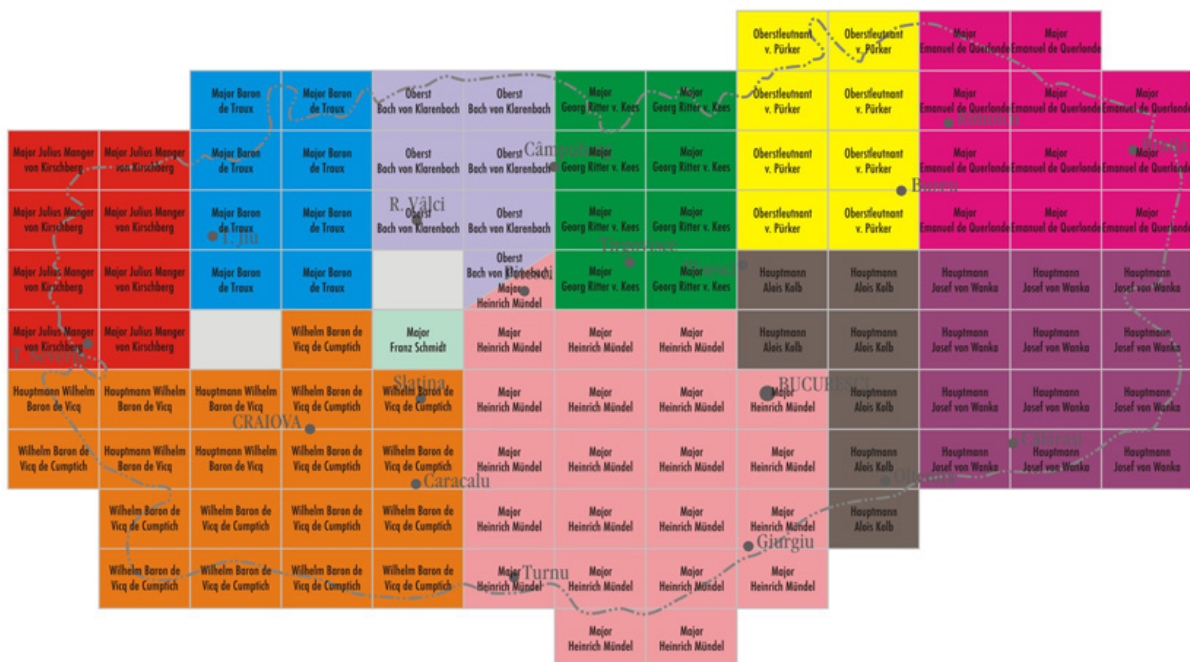 Oberstleutnant
v. Pürker
Oberstleutnant
v. Pürker
Major
Emanuel de Querlonde
Major
Emanuel de Querlonde
Major Baron
de Traux
Major Baron
de Traux
Oberst
Bach von Klarenbach
Oberst
Bach von Klarenbach
Major
Georg Ritter v. Kees
Major
Georg Ritter v. Kees
Oberstleutnant
v. Pürker
Oberstleutnant
v. Pürker
Major
Emanuel de Querlonde
Major
Emanuel de Querlonde
Major
Emanuel de Querlonde
Major Julius Manger
von Kirschberg
Major Julius Manger
von Kirschberg
Major Baron
de Traux
Major Baron
de Traux
Oberst
Bach von Klarenbach
Oberst
Bach von Klarenbach
Major
Georg Ritter v. Kees
Major
Georg Ritter v. Kees
Oberstleutnant
v. Pürker
Oberstleutnant
v. Pürker
Major
Emanuel de Querlonde
Major
Emanuel de Querlonde
Major
Emanuel de Querlonde
Major Julius Manger
von Kirschberg
Major Julius Manger
von Kirschberg
Major Baron
de Traux
T. Jiu
Major Baron
de Traux
R. Vâlci
Oberst
Bach von Klarenbach
Oberst
Bach von Klarenbach
Major
Georg Ritter v. Kees
Major
Georg Ritter v. Kees
Oberstleutnant
v. Pürker
Oberstleutnant
v. Pürker
Major
Emanuel de Querlonde
Major
Emanuel de Querlonde
Major
Emanuel de Querlonde
Major Julius Manger
von Kirschberg
Major Julius Manger
von Kirschberg
Major Baron
de Traux
Major Baron
de Traux
Oberst
Bach von Klarenbach
Major
Heinrich Mündel
Major
Georg Ritter v. Kees
Major
Georg Ritter v. Kees
Hauptmann
Alois Kolb
Hauptmann
Alois Kolb
Hauptmann
Josef von Wanka
Hauptmann
Josef von Wanka
Hauptmann
Josef von Wanka
Major Julius Manger
von Kirschberg
Major Julius Manger
von Kirschberg
Wilhelm Baron de
Vicq de Cumptich
Major
Franz Schmidt
Major
Heinrich Mündel
Major
Heinrich Mündel
Major
Heinrich Mündel
Hauptmann
Alois Kolb
Hauptmann
Alois Kolb
Hauptmann
Josef von Wanka
Hauptmann
Josef von Wanka
Hauptmann
Josef von Wanka
Hauptmann Wilhelm
Baron de Vicq
Hauptmann Wilhelm
Baron de Vicq
Hauptmann Wilhelm
Baron de Vicq
Wilhelm Baron de
Vicq de Cumptich
Slatina
Wilhelm Baron de
Vicq de Cumptich
Major
Heinrich Mündel
Major
Heinrich Mündel
Major
Heinrich Mündel
BUCURESCI
Major
Heinrich Mündel
Hauptmann
Alois Kolb
Hauptmann
Josef von Wanka
Hauptmann
Josef von Wanka
Hauptmann
Josef von Wanka
CRAIOVA
Wilhelm Baron de
Vicq de Cumptich
Hauptmann Wilhelm
Baron de Vicq
Hauptmann Wilhelm
Baron de Vicq
Wilhelm Baron de
Vicq de Cumptich
Wilhelm Baron de
Vicq de Cumptich
Major
Heinrich Mündel
Major
Heinrich Mündel
Major
Heinrich Mündel
Major
Heinrich Mündel
Hauptmann
Alois Kolb
Hauptmann
Josef von Wanka
Hauptmann
Josef von Wanka
Hauptmann
Josef von Wanka
Caracalu
Wilhelm Baron de
Vicq de Cumptich
Wilhelm Baron de
Vicq de Cumptich
Wilhelm Baron de
Vicq de Cumptich
Wilhelm Baron de
Vicq de Cumptich
Major
Heinrich Mündel
Major
Heinrich Mündel
Major
Heinrich Mündel
Major
Heinrich Mündel
Hauptmann
Alois Kolb
Giurgiu
Wilhelm Baron de
Vicq de Cumptich
Wilhelm Baron de
Vicq de Cumptich
Wilhelm Baron de
Vicq de Cumptich
Wilhelm Baron de
Vicq de Cumptich
Major
Heinrich Mündel
Turnu
Major
Heinrich Mündel
Major
Heinrich Mündel
Major
Heinrich Mündel
Major
Heinrich Mündel
Major
Heinrich Mündel